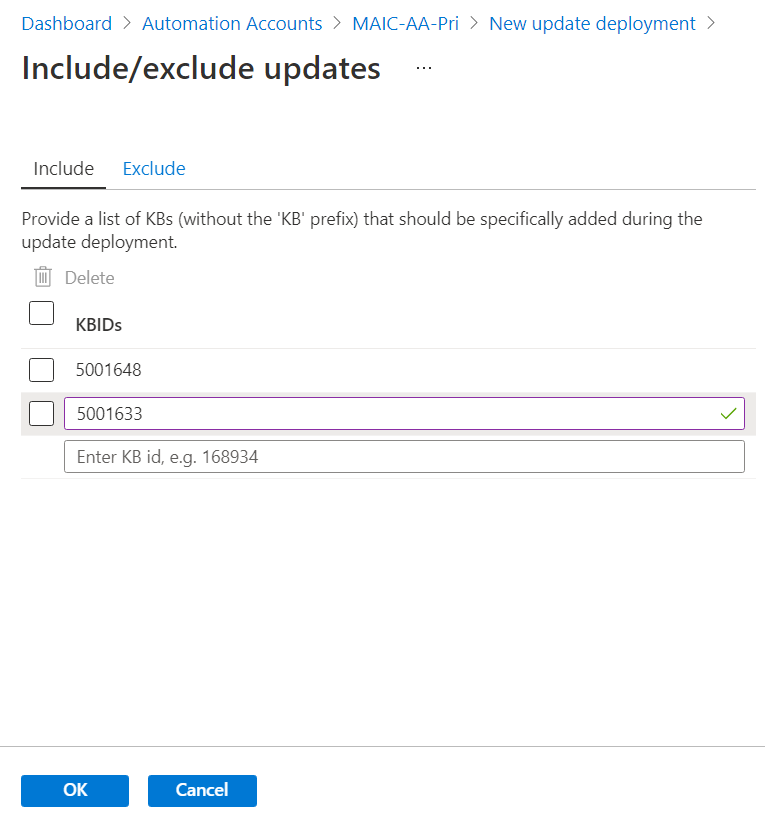 Dashboard > Automation Accounts > MAIC-AA-Pri > New update deployment >
Include/exclude updates ...
Include Exclude
Provide a list of KBs (without the 'KB' prefix) that should be specifically added during the
update deployment.
Delete
KBIDs
5001648
5001633
Enter KB id, e.g. 168934
OK Cancel